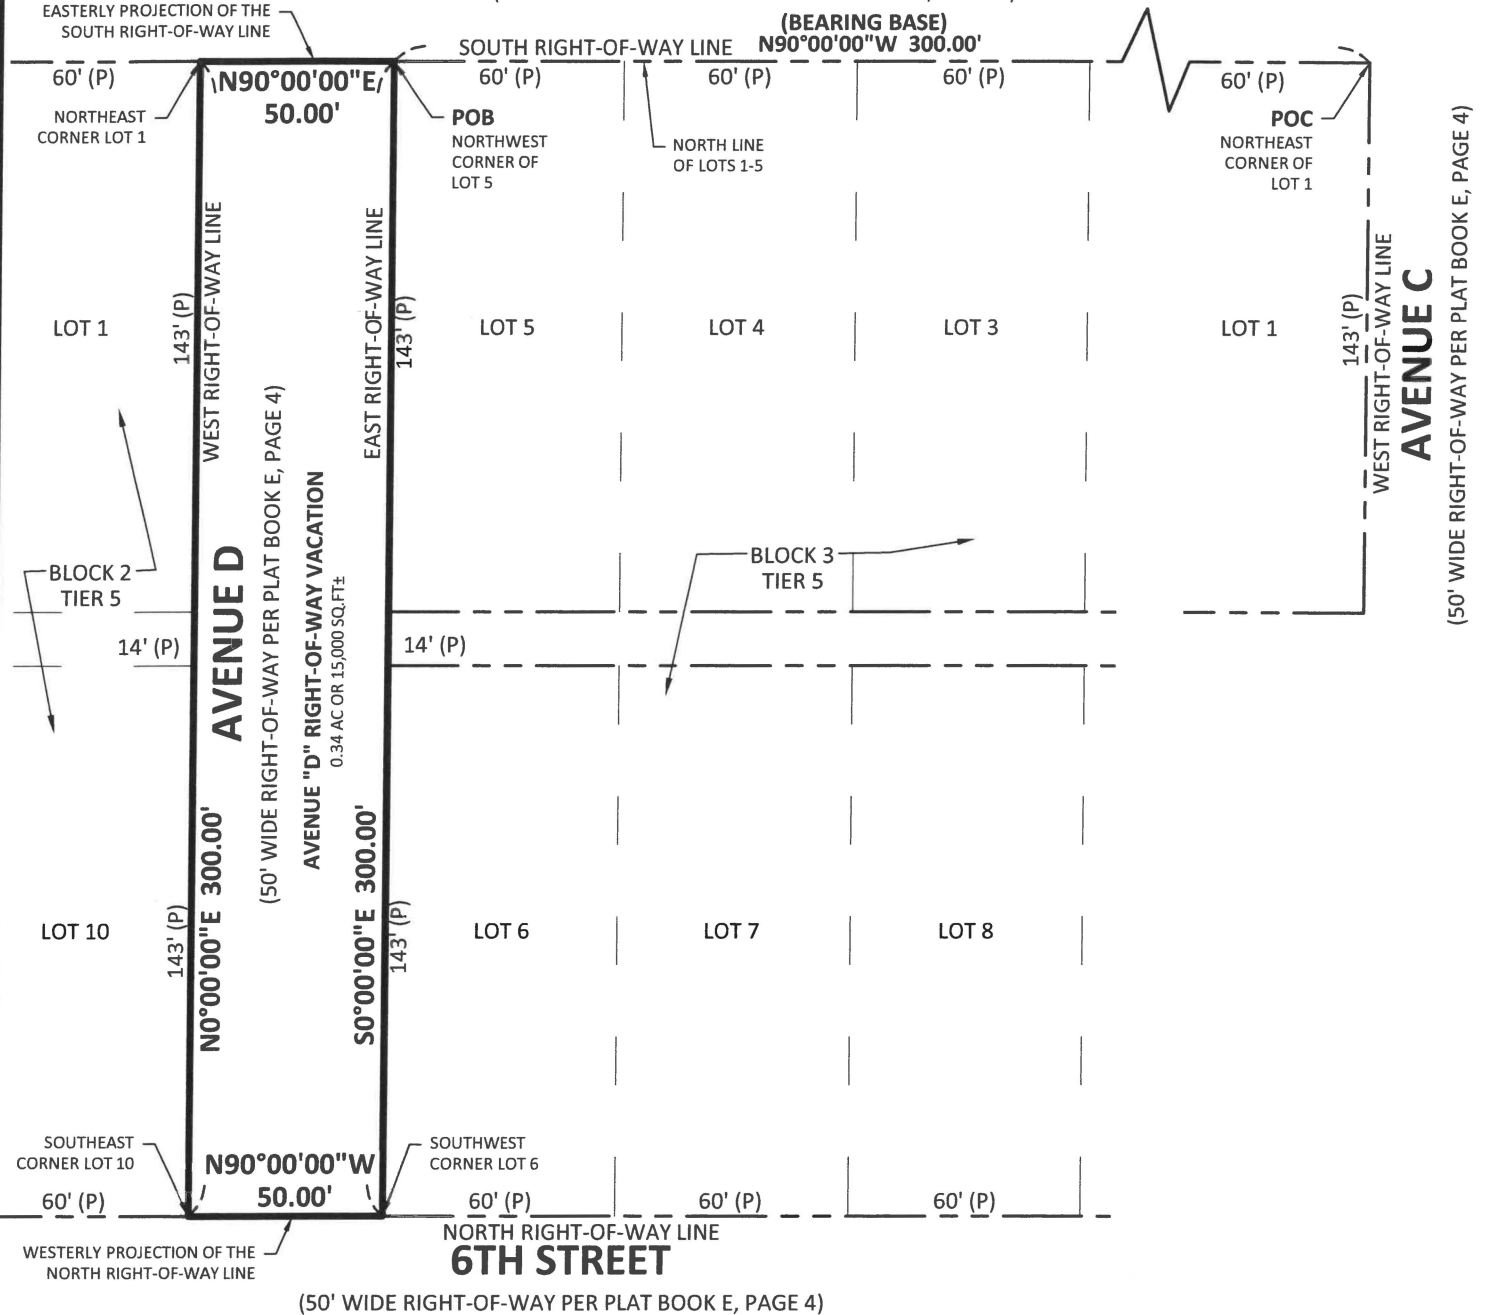 EASTERLY PROJECTION OF THE
SOUTH RIGHT-OF-WAY LINE
(BEARING BASE)
SOUTH RIGHT-OF-WAY LINE
N90°00'00"W 300.00'
60' (P)
N90°00'00"E
50.00'
60' (P)
60' (P)
60' (P)
60' (P)
NORTHEAST
CORNER LOT 1
POB
NORTHWEST
CORNER OF
LOT 5
NORTH LINE
OF LOTS 1-5
POC
NORTHEAST
CORNER OF
LOT 1
WEST RIGHT-OF-WAY LINE
143' (P)
EAST RIGHT-OF-WAY LINE
143' (P)
LOT 1
LOT 5
LOT 4
LOT 3
LOT 1
143' (P)
WEST RIGHT-OF-WAY LINE
AVENUE C
(50' WIDE RIGHT-OF-WAY PER PLAT BOOK E, PAGE 4)
BLOCK 2
TIER 5
AVENUE D
(50' WIDE RIGHT-OF-WAY PER PLAT BOOK E, PAGE 4)
AVENUE "D" RIGHT-OF-WAY VACATION
0.34 AC OR 15,000 SQ.FT±
BLOCK 3
TIER 5
14' (P)
14' (P)
N0°00'00"E 300.00'
S0°00'00"E 300.00'
LOT 10
143' (P)
143' (P)
LOT 6
LOT 7
LOT 8
SOUTHEAST
CORNER LOT 10
N90°00'00"W
50.00'
SOUTHWEST
CORNER LOT 6
60' (P)
60' (P)
60' (P)
60' (P)
NORTH RIGHT-OF-WAY LINE
6TH STREET
WESTERLY PROJECTION OF THE
NORTH RIGHT-OF-WAY LINE
(50' WIDE RIGHT-OF-WAY PER PLAT BOOK E, PAGE 4)